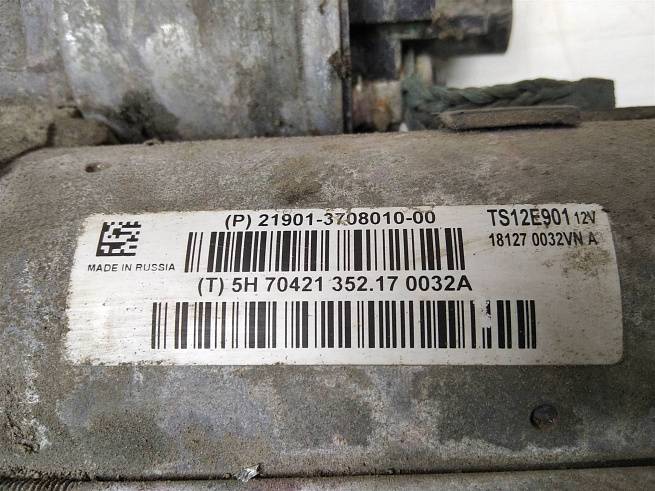 (P) 21901-3708010-00
TS12E901 12V
18127 0032VN A
MADE IN RUSSIA
(T) 5H 70421 352.17 0032A